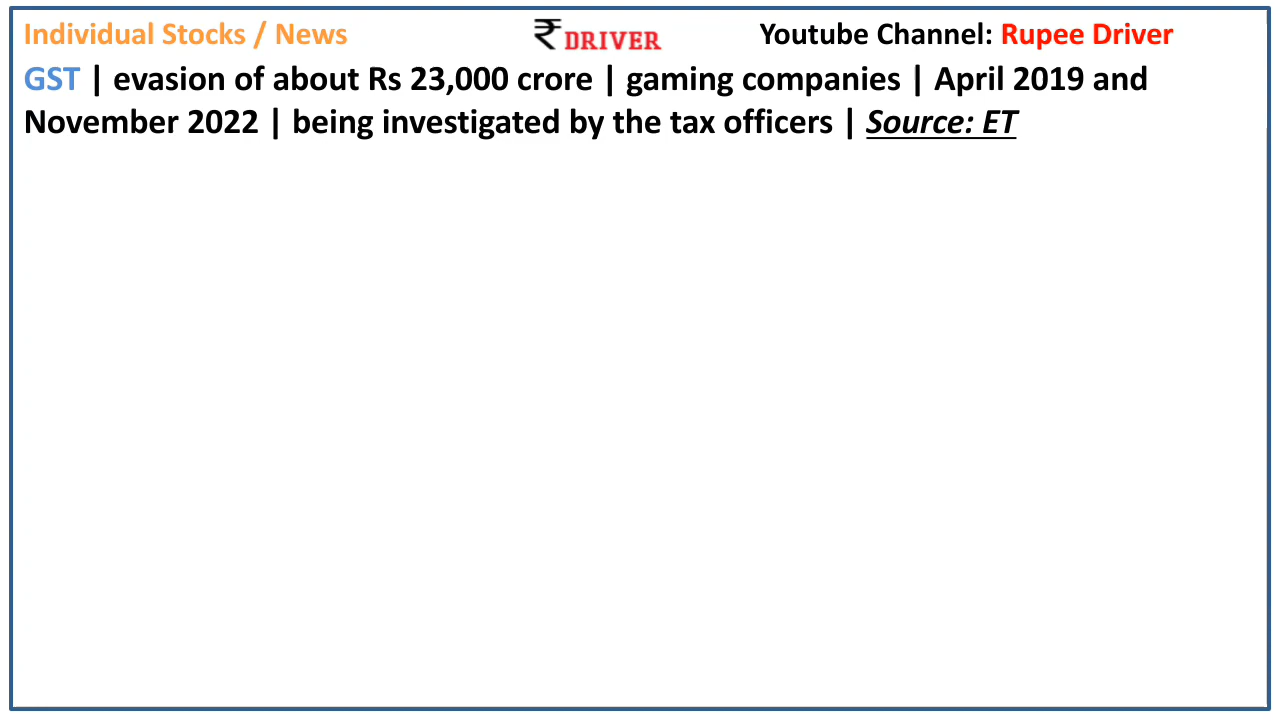 Individual Stocks / News
₹ DRIVER
Youtube Channel: Rupee Driver
GST | evasion of about Rs 23,000 crore | gaming companies | April 2019 and
November 2022 | being investigated by the tax officers | Source: ET